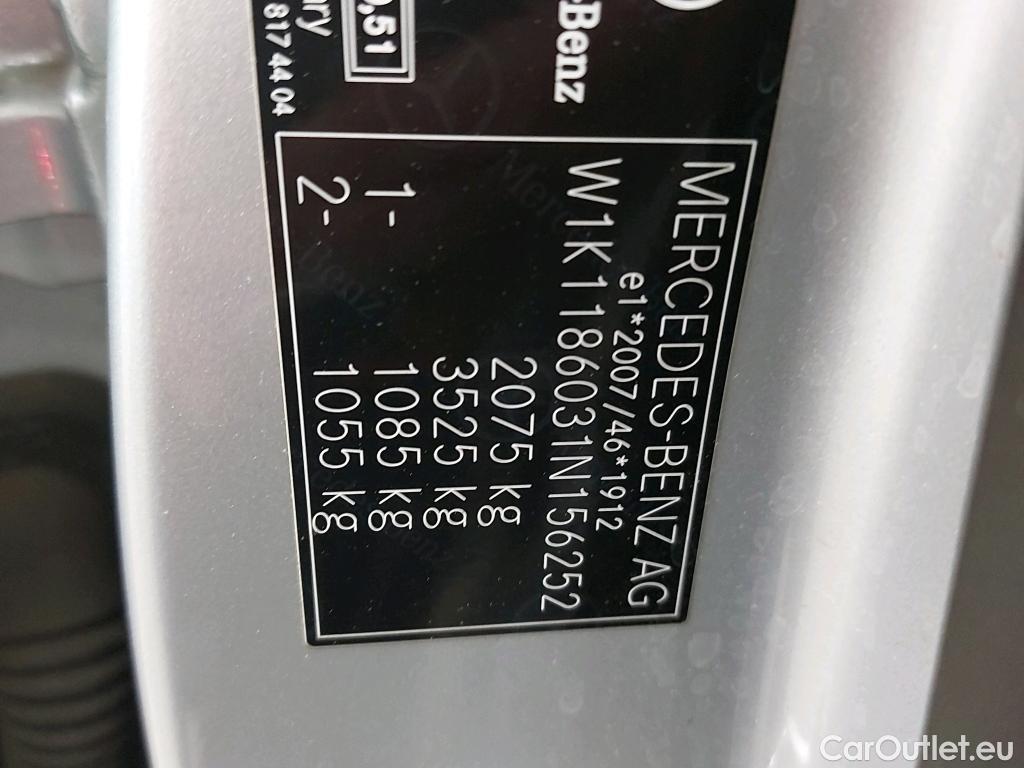 -Benz
0,51
ury
817 44 04
MERCEDES-BENZ AG
e1*2007/46*1912
W1K1186031N156252
2075 kg
3525 kg
1- 1085 kg
2- 1055 kg
CarOutlet.eu